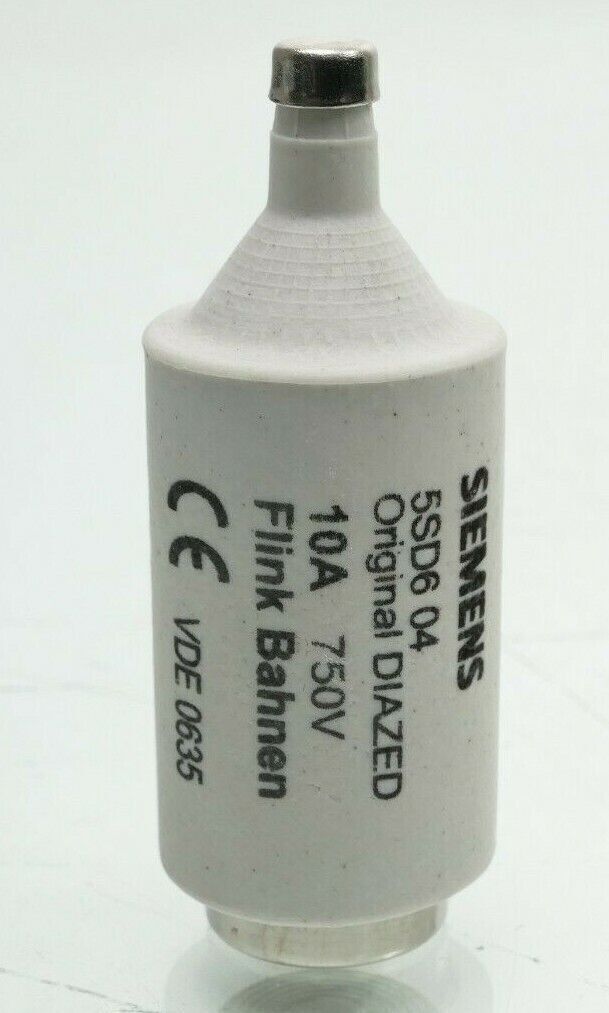 SIEMENS
5SD6 04
Original DIAZED
10A 750V
Flink Bahnen
CE VDE 0635